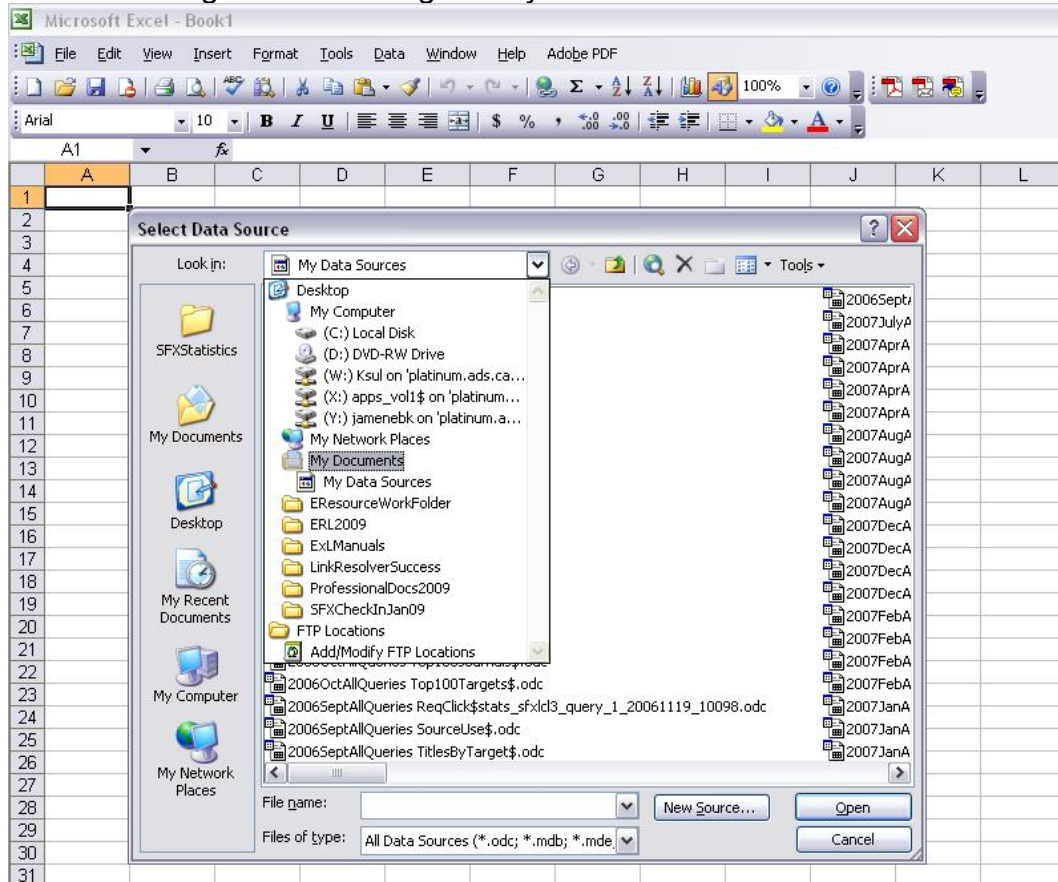 Microsoft Excel - Book1
File Edit View Insert Format Tools Data Window Help Adobe PDF
100%
Arial 10 B I U $ % ,
A1 fx
A B C D E F G H I J K L
1
2
3
4
5
6
7
8
9
10
11
12
13
14
15
16
17
18
19
20
21
22
23
24
25
26
27
28
29
30
31
Select Data Source
Look in: My Data Sources Tools
SFXStatistics
My Documents
Desktop
My Recent
Documents
My Computer
My Network
Places
Desktop
My Computer
(C:) Local Disk
(D:) DVD-RW Drive
(W:) Ksul on 'platinum.ads.ca...
(X:) apps_vol1$ on 'platinum...
(Y:) jamenebk on 'platinum.a...
My Network Places
My Documents
My Data Sources
EResourceWorkFolder
ERL2009
ExLManuals
LinkResolverSuccess
ProfessionalDocs2009
SFXCheckInJan09
FTP Locations
Add/Modify FTP Locations
2006OctAllQueries Top100Targets$.odc
2006SeptAllQueries ReqClick$stats_sfxlcl3_query_1_20061119_10098.odc
2006SeptAllQueries SourceUse$.odc
2006SeptAllQueries TitlesByTarget$.odc
2006Sept
2007JulyA
2007AprA
2007AprA
2007AprA
2007AprA
2007AugA
2007AugA
2007AugA
2007AugA
2007DecA
2007DecA
2007DecA
2007DecA
2007FebA
2007FebA
2007FebA
2007FebA
2007JanA
2007JanA
2007JanA
File name: New Source... Open
Files of type: All Data Sources (*.odc; *.mdb; *.mde; Cancel